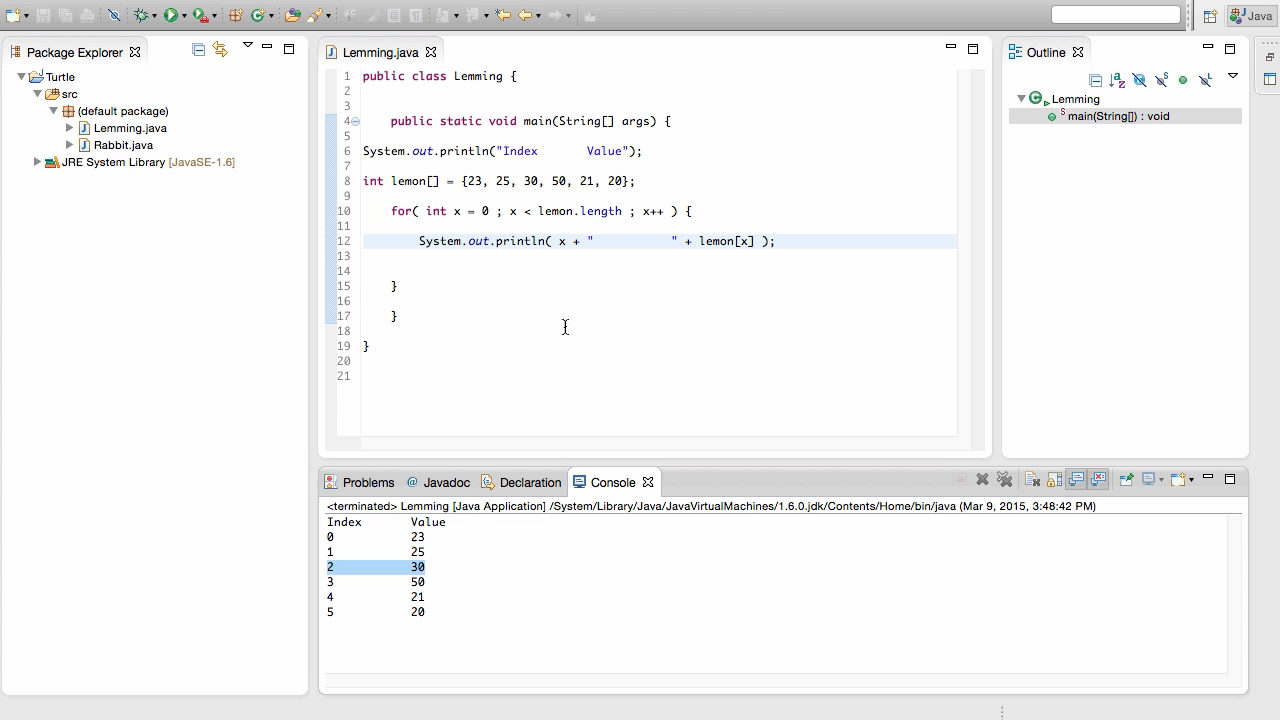 Java
Package Explorer
Turtle
src
(default package)
Lemming.java
Rabbit.java
JRE System Library [JavaSE-1.6]
Lemming.java
1 public class Lemming {
2
3
4 public static void main(String[] args) {
5
6 System.out.println("Index       Value");
7
8 int lemon[] = {23, 25, 30, 50, 21, 20};
9
10 for( int x = 0 ; x < lemon.length ; x++ ) {
11
12 System.out.println( x + "           " + lemon[x] );
13
14
15 }
16
17 }
18
19 }
20
21
Outline
Lemming
main(String[]) : void
Problems @ Javadoc Declaration Console
<terminated> Lemming [Java Application] /System/Library/Java/JavaVirtualMachines/1.6.0.jdk/Contents/Home/bin/java (Mar 9, 2015, 3:48:42 PM)
Index Value
0 23
1 25
2 30
3 50
4 21
5 20